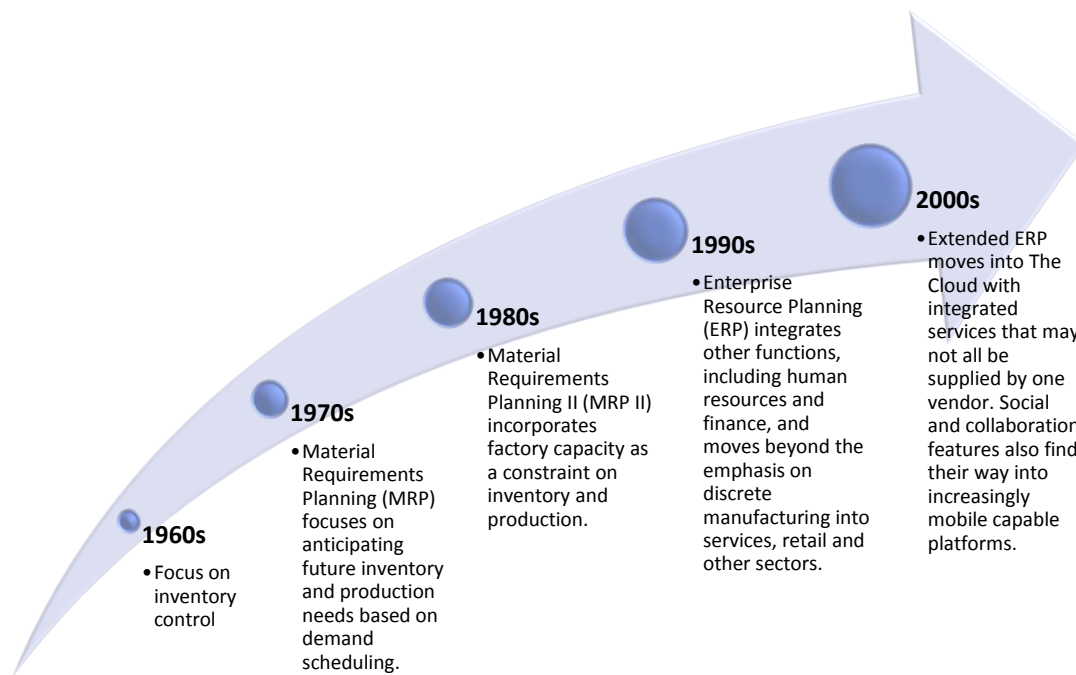 1960s
•Focus on
inventory
control
1970s
•Material
Requirements
Planning (MRP)
focuses on
anticipating
future inventory
and production
needs based on
demand
scheduling.
1980s
•Material
Requirements
Planning II (MRP II)
incorporates
factory capacity as
a constraint on
inventory and
production.
1990s
•Enterprise
Resource Planning
(ERP) integrates
other functions,
including human
resources and
finance, and
moves beyond the
emphasis on
discrete
manufacturing into
services, retail and
other sectors.
2000s
•Extended ERP
moves into The
Cloud with
integrated
services that may
not all be
supplied by one
vendor. Social
and collaboration
features also find
their way into
increasingly
mobile capable
platforms.